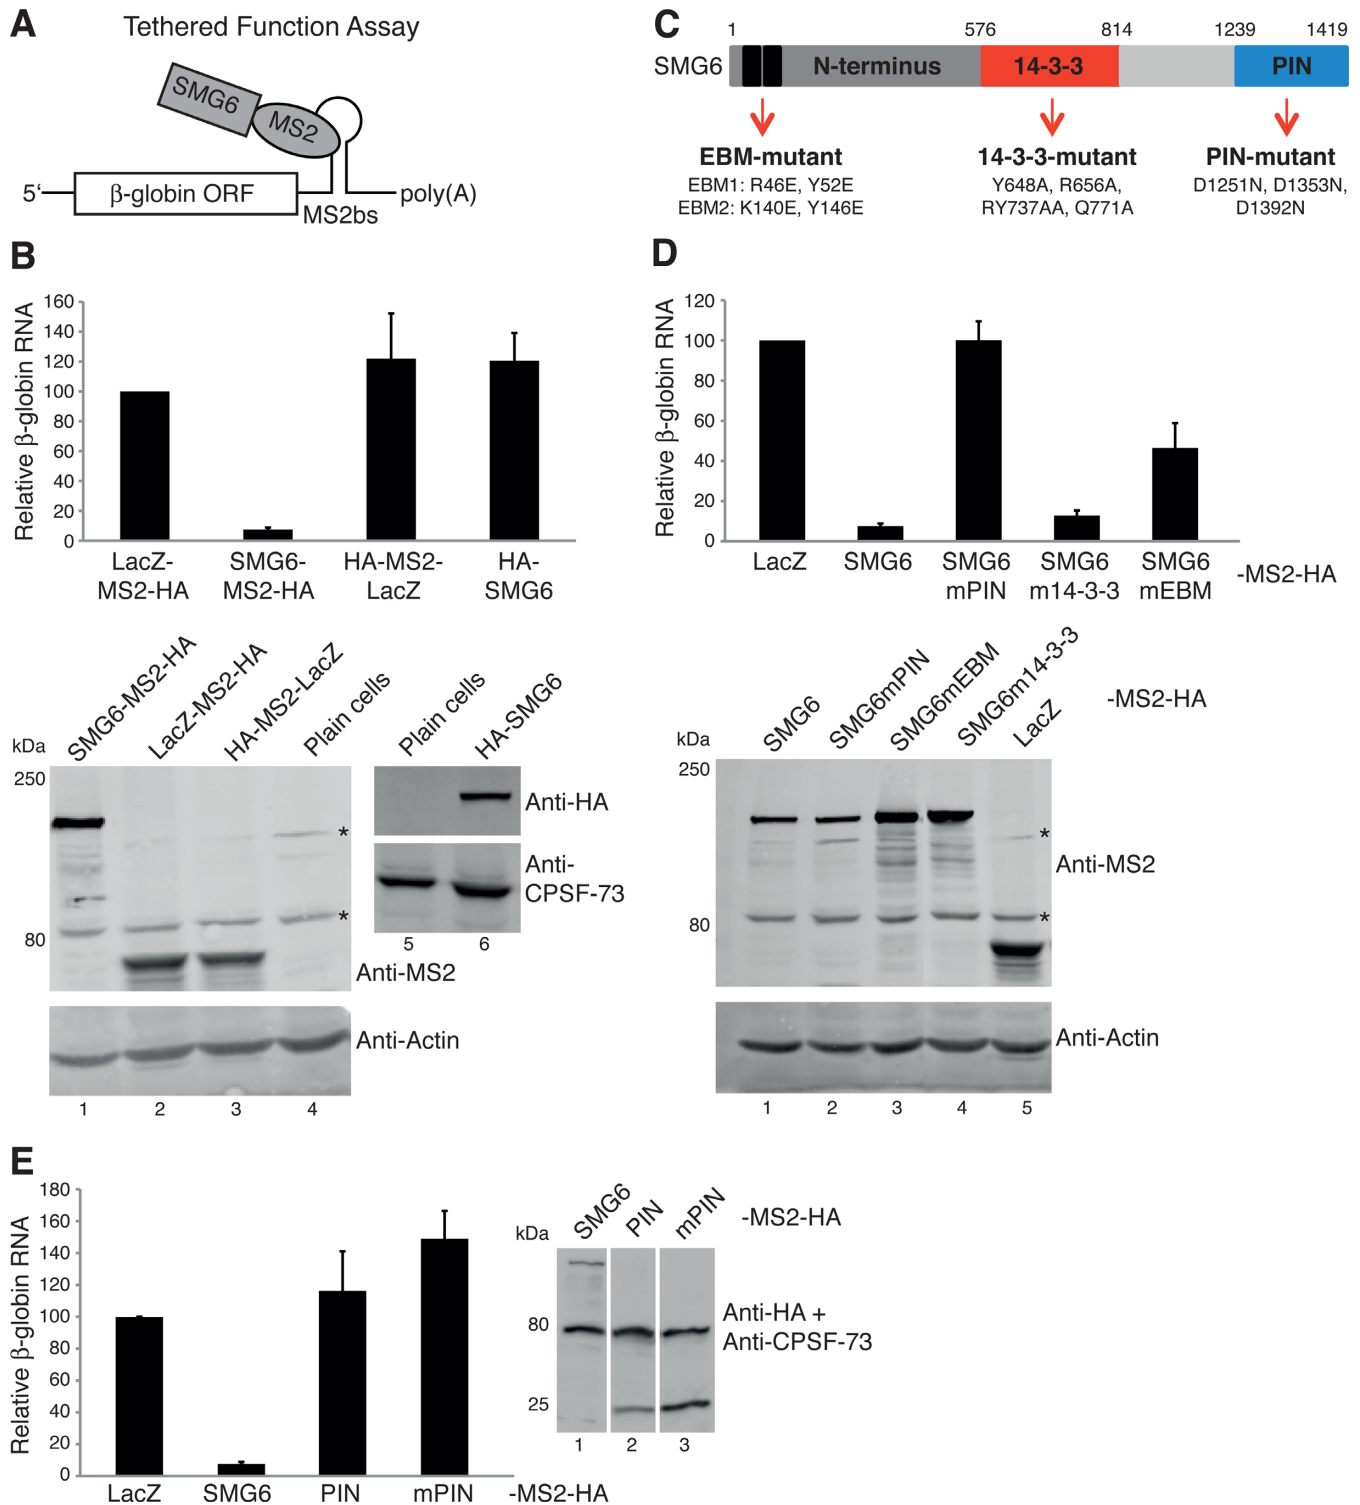 A
Tethered Function Assay
SMG6
MS2
5‘
β-globin ORF
MS2bs
poly(A)
C
1 576 814 1239 1419
SMG6
N-terminus
14-3-3
PIN
EBM-mutant
EBM1: R46E, Y52E
EBM2: K140E, Y146E
14-3-3-mutant
Y648A, R656A,
RY737AA, Q771A
PIN-mutant
D1251N, D1353N,
D1392N
B
Relative β-globin RNA
160
140
120
100
80
60
40
20
0
LacZ-
MS2-HA
SMG6-
MS2-HA
HA-MS2-
LacZ
HA-
SMG6
kDa
250
80
SMG6-MS2-HA
LacZ-MS2-HA
HA-MS2-LacZ
Plain cells
*
*
Anti-MS2
Anti-Actin
1 2 3 4
Plain cells
HA-SMG6
Anti-HA
Anti-
CPSF-73
5 6
D
Relative β-globin RNA
120
100
80
60
40
20
0
LacZ
SMG6
SMG6
mPIN
SMG6
m14-3-3
SMG6
mEBM
-MS2-HA
kDa
250
80
SMG6
SMG6mPIN
SMG6mEBM
SMG6m14-3-3
LacZ
-MS2-HA
*
*
Anti-MS2
Anti-Actin
1 2 3 4 5
E
Relative β-globin RNA
180
160
140
120
100
80
60
40
20
0
LacZ
SMG6
PIN
mPIN
-MS2-HA
kDa
80
25
SMG6
PIN
mPIN
-MS2-HA
Anti-HA +
Anti-CPSF-73
1 2 3